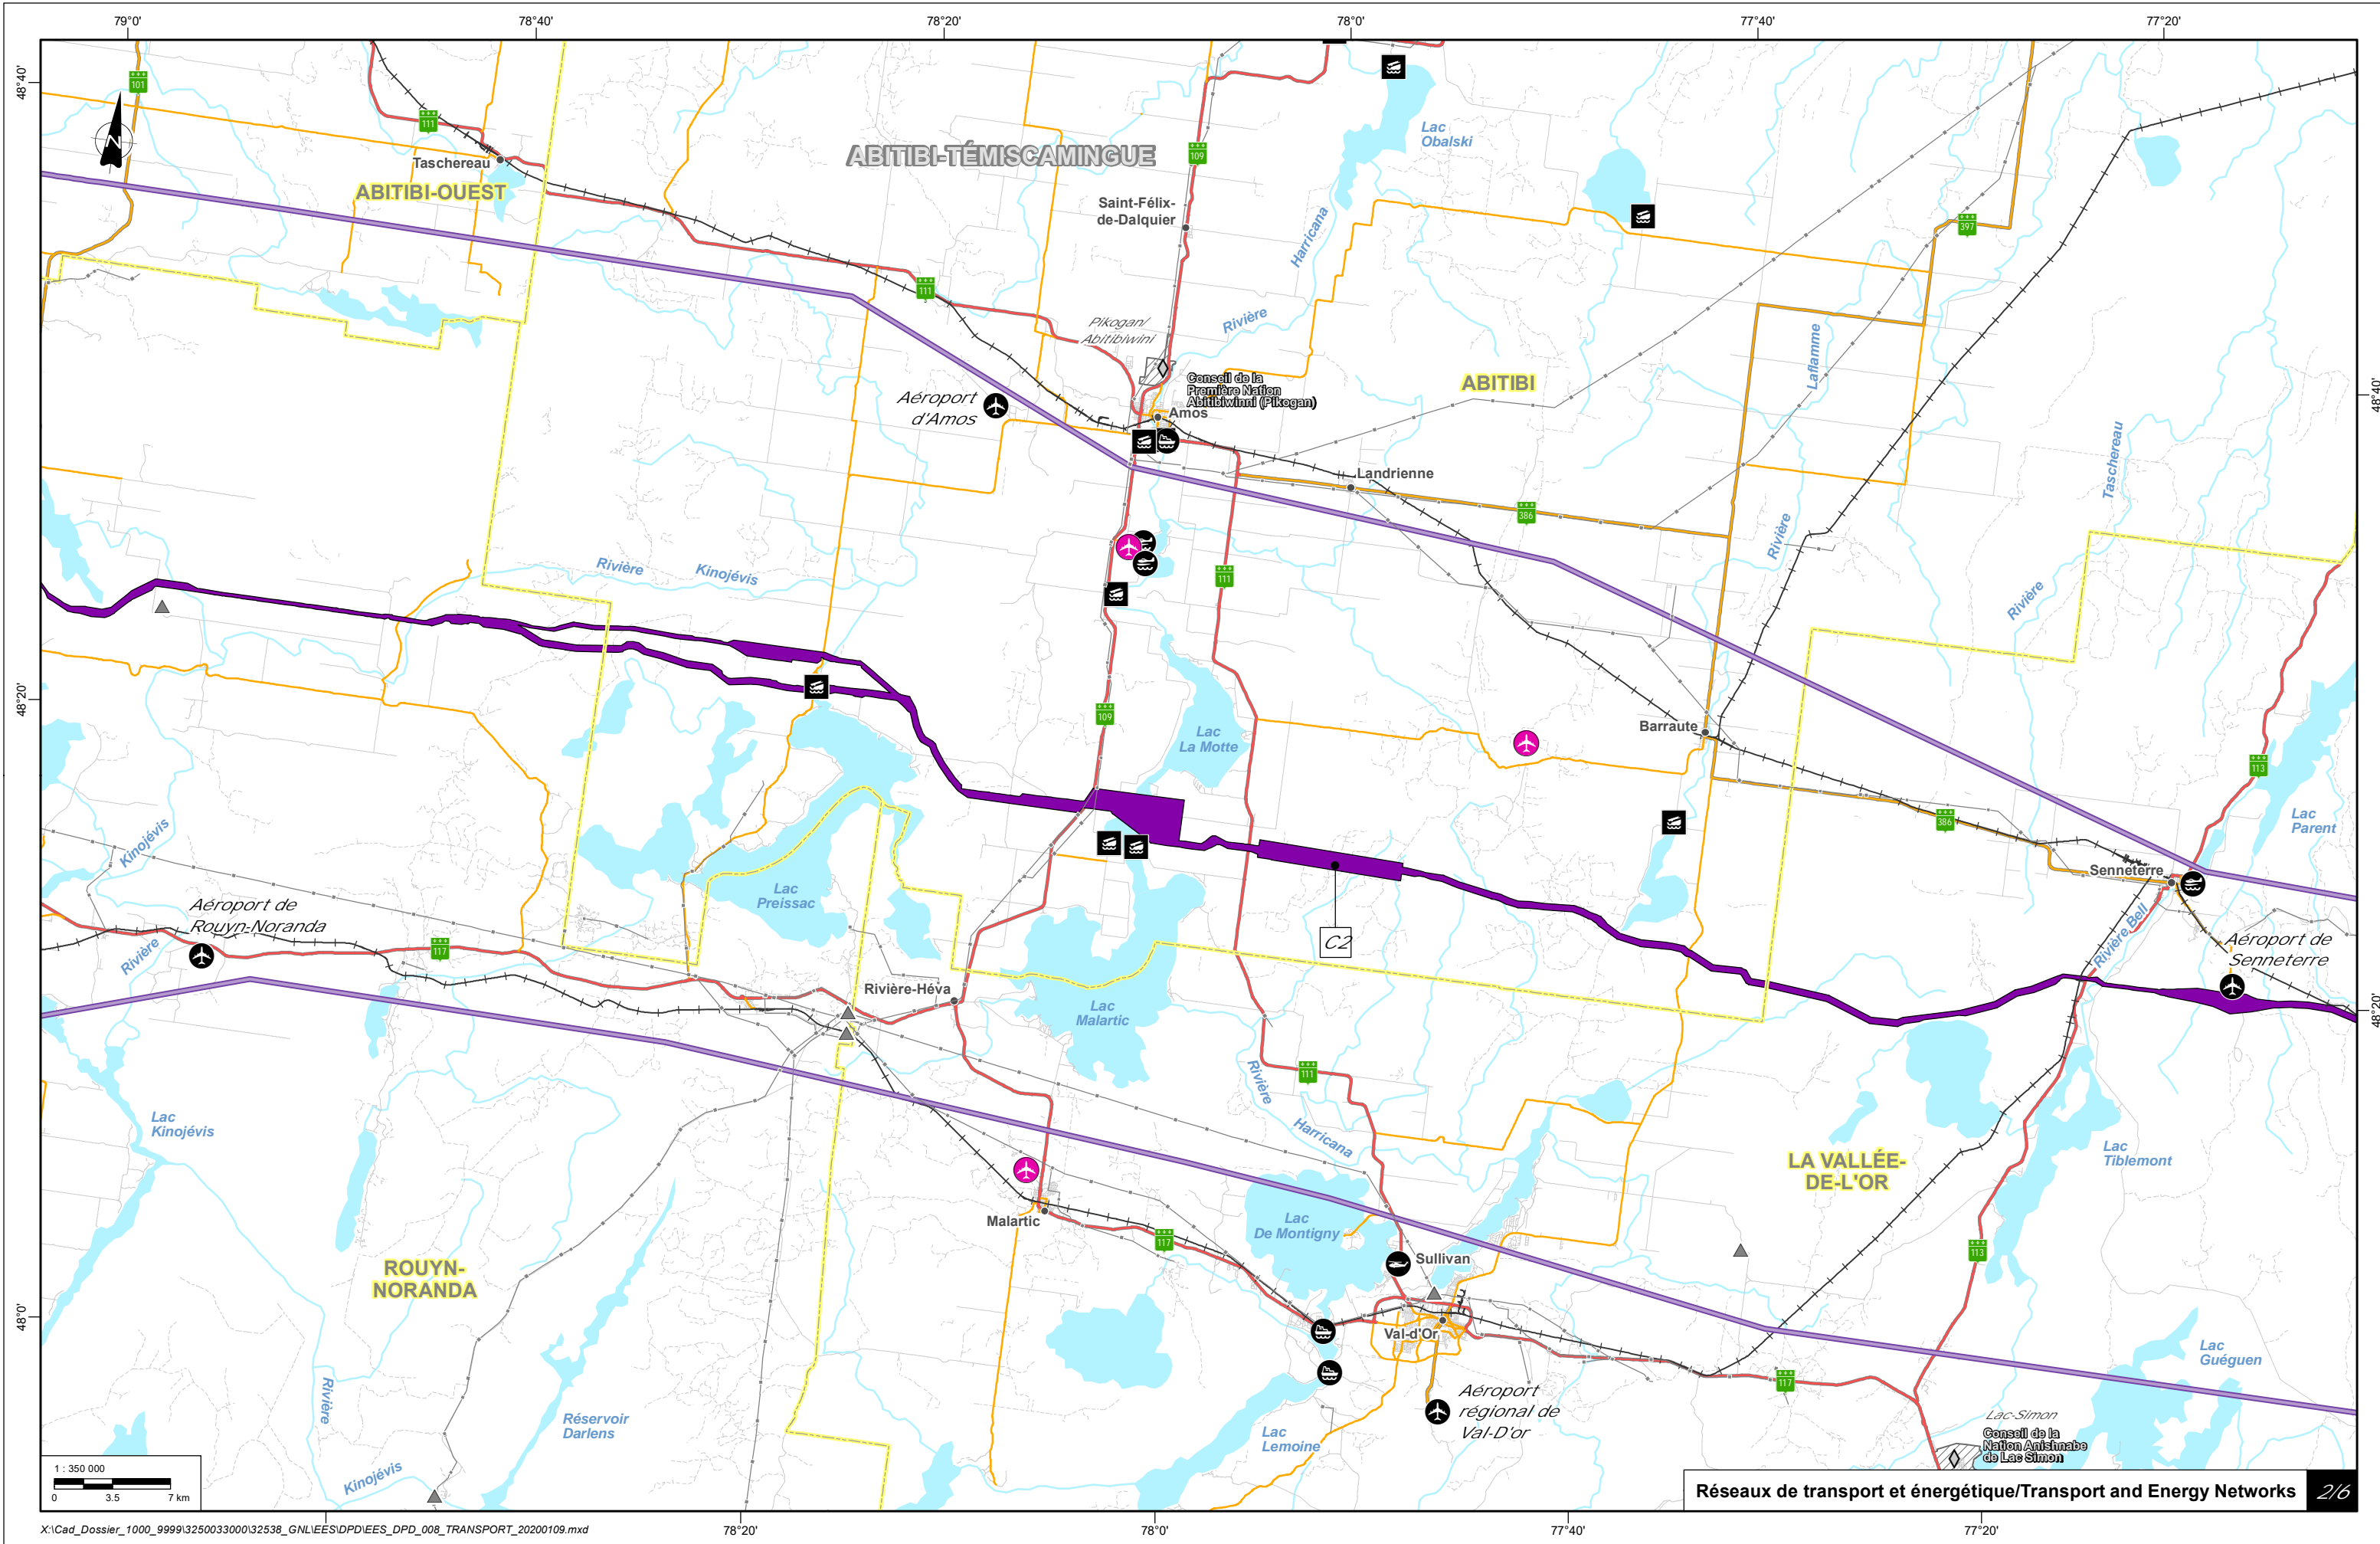 79°0'
78°40'
78°20'
78°0'
77°40'
77°20'
48°40'
101
N
111
Taschereau
ABITIBI-OUEST
ABITIBI-TÉMISCAMINGUE
109
Lac
Obalski
Saint-Félix-
de-Dalquier
Harricana
397
111
Pikogan/
Abitibiwini
Rivière
Laflamme
Conseil de la
Première Nation
Abitibiwinni (Pikogan)
ABITIBI
48°40'
Aéroport
d'Amos
Amos
Landrienne
Taschereau
386
Rivière
Rivière
Kinojévis
111
Rivière
48°20'
109
Lac
La Motte
Barraute
113
Lac
Parent
386
Kinojévis
Senneterre
Lac
Preissac
Aéroport de
Rouyn-Noranda
Rivière
117
C2
Rivière Bell
Aéroport de
Senneterre
Rivière-Héva
Lac
Malartic
48°20'
Rivière
111
Lac
Kinojévis
Harricana
Lac
Tiblemont
LA VALLÉE-
DE-L'OR
Malartic
117
Lac
De Montigny
Sullivan
113
ROUYN-
NORANDA
48°0'
Val-d'Or
Lac
Guéguen
117
Rivière
Réservoir
Darlens
Aéroport
régional de
Val-D'or
Lac
Lemoine
Lac-Simon
Conseil de la
Nation Anishnabe
de Lac Simon
Kinojévis
1 : 350 000
0 3.5 7 km
Réseaux de transport et énergétique/Transport and Energy Networks 2/6
X:\Cad_Dossier_1000_9999\3250033000\32538_GNL\EES\DPD\EES_DPD_008_TRANSPORT_20200109.mxd
78°20'
78°0'
77°40'
77°20'